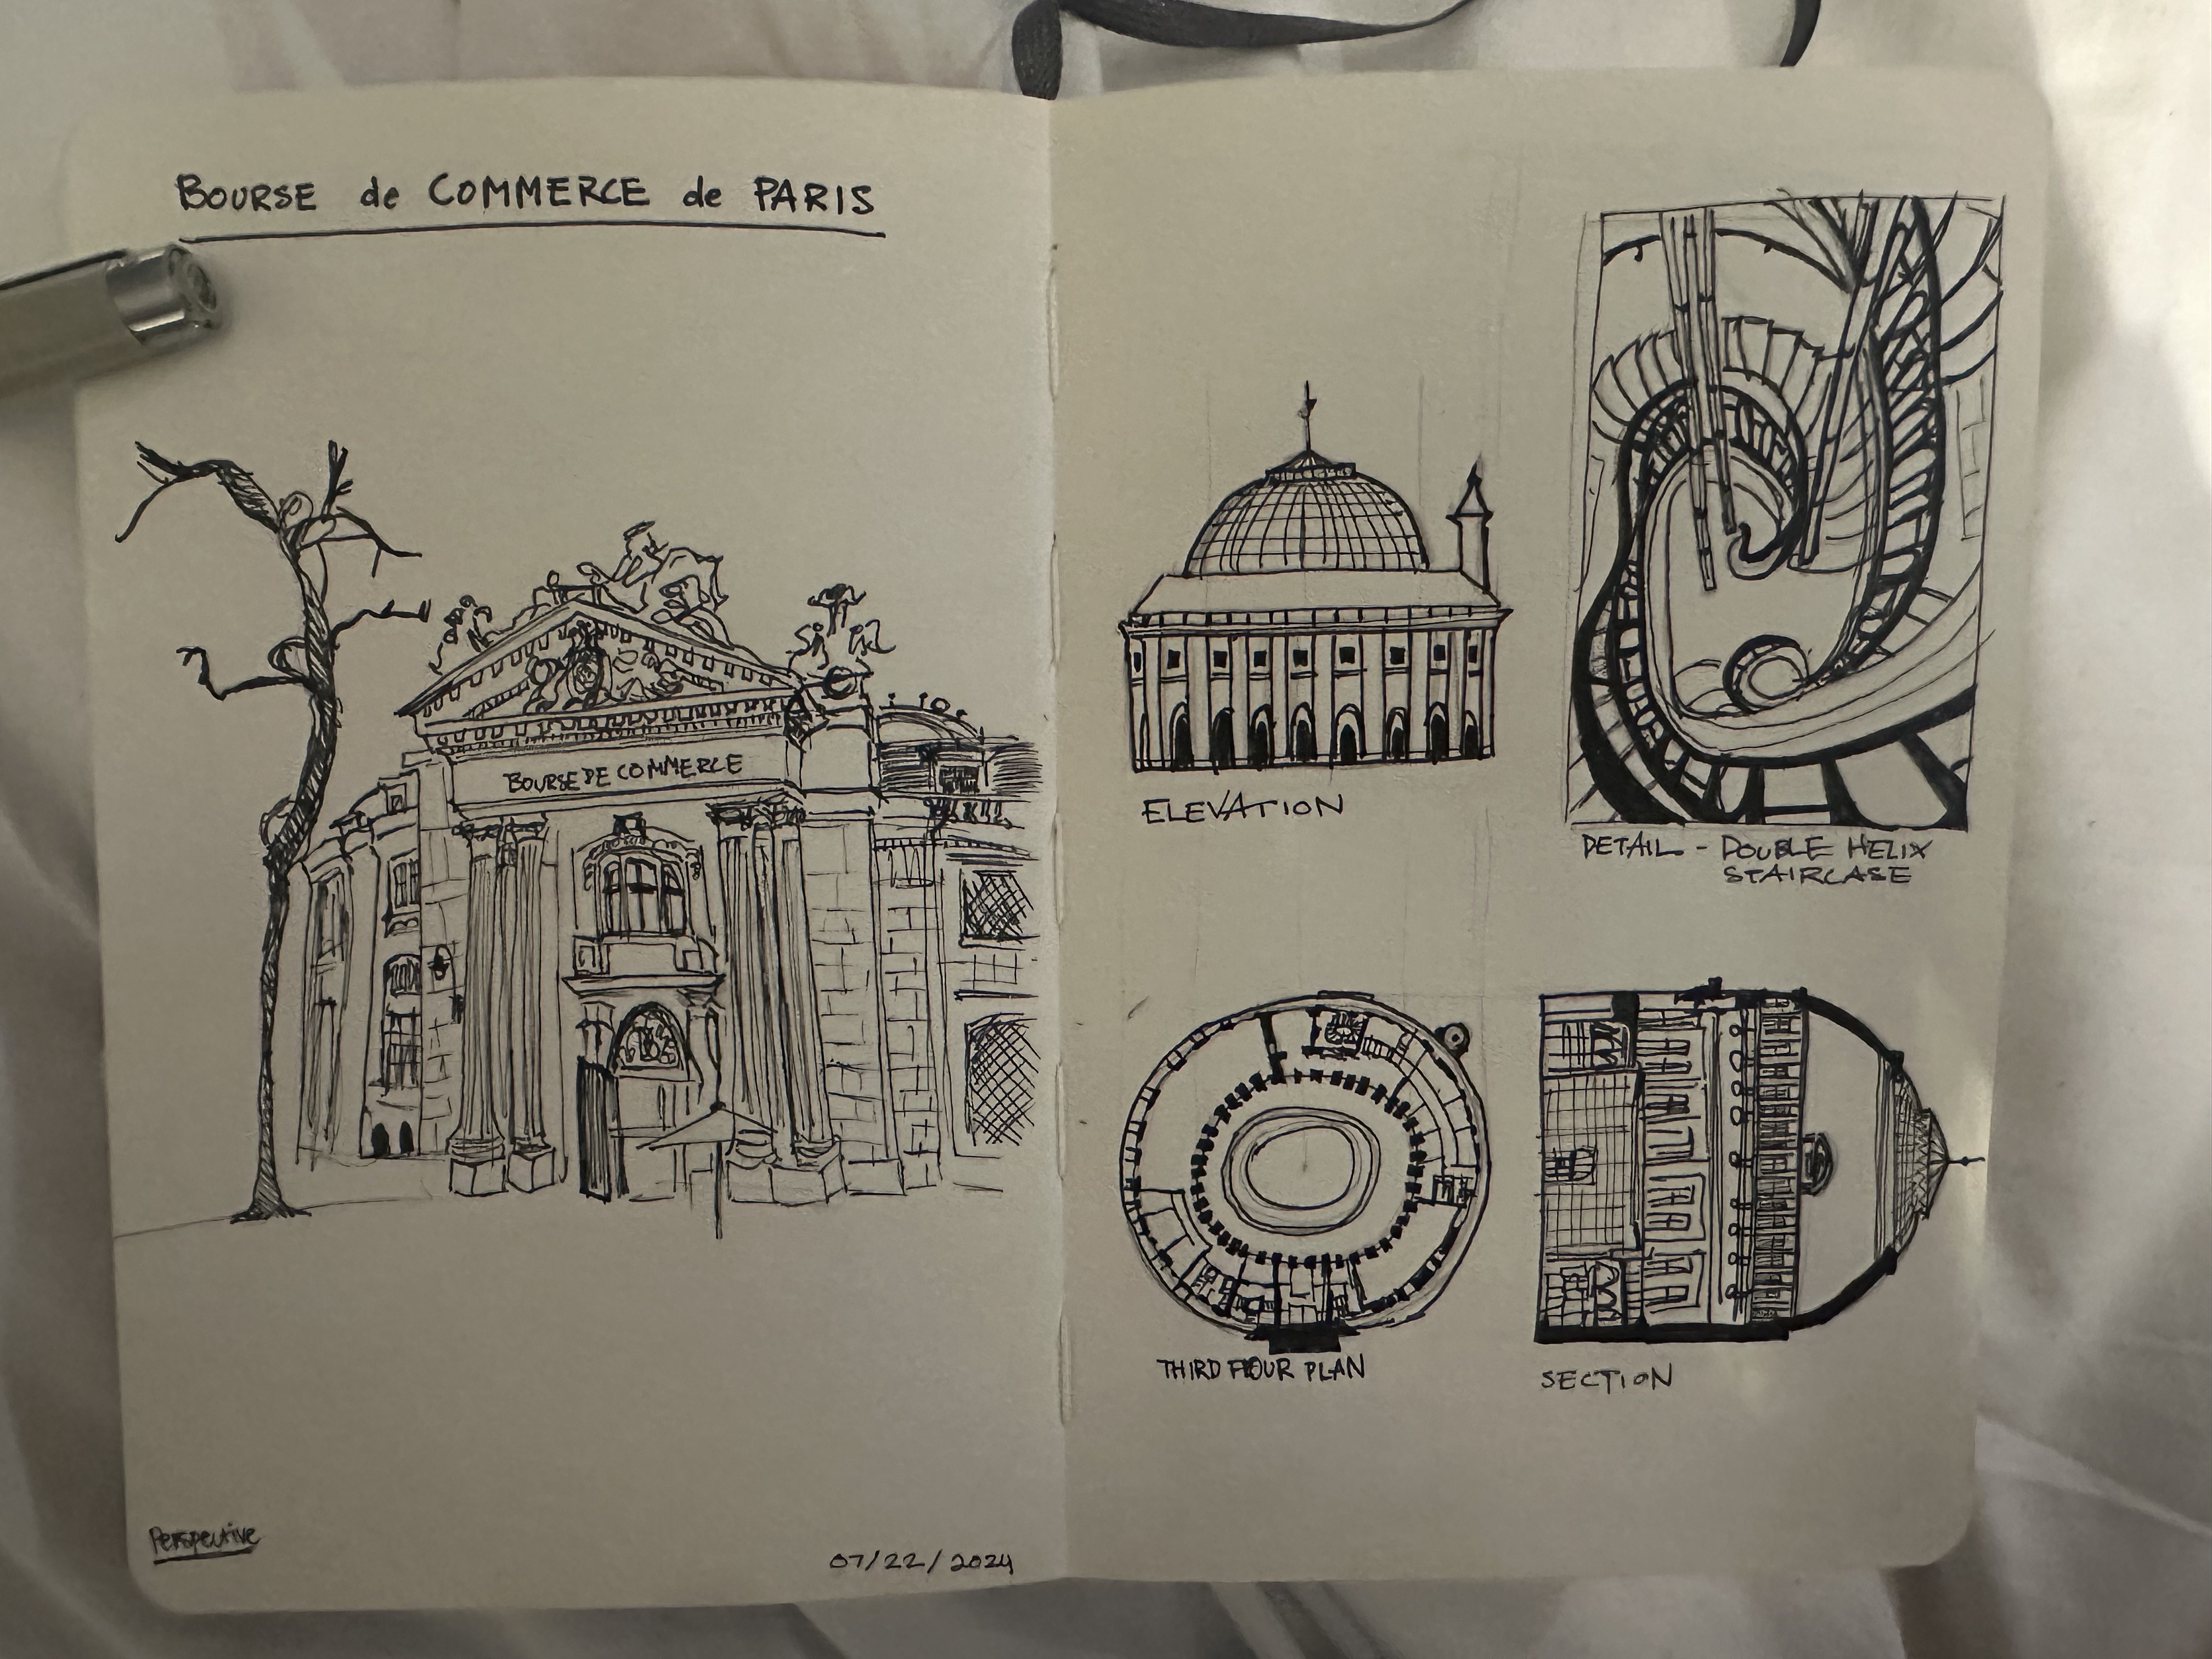 BOURSE de COMMERCE de PARIS
BOURSE DE COMMERCE
Perspective
07/22/2024
ELEVATION
DETAIL - DOUBLE HELIX
STAIRCASE
THIRD FLOUR PLAN
SECTION